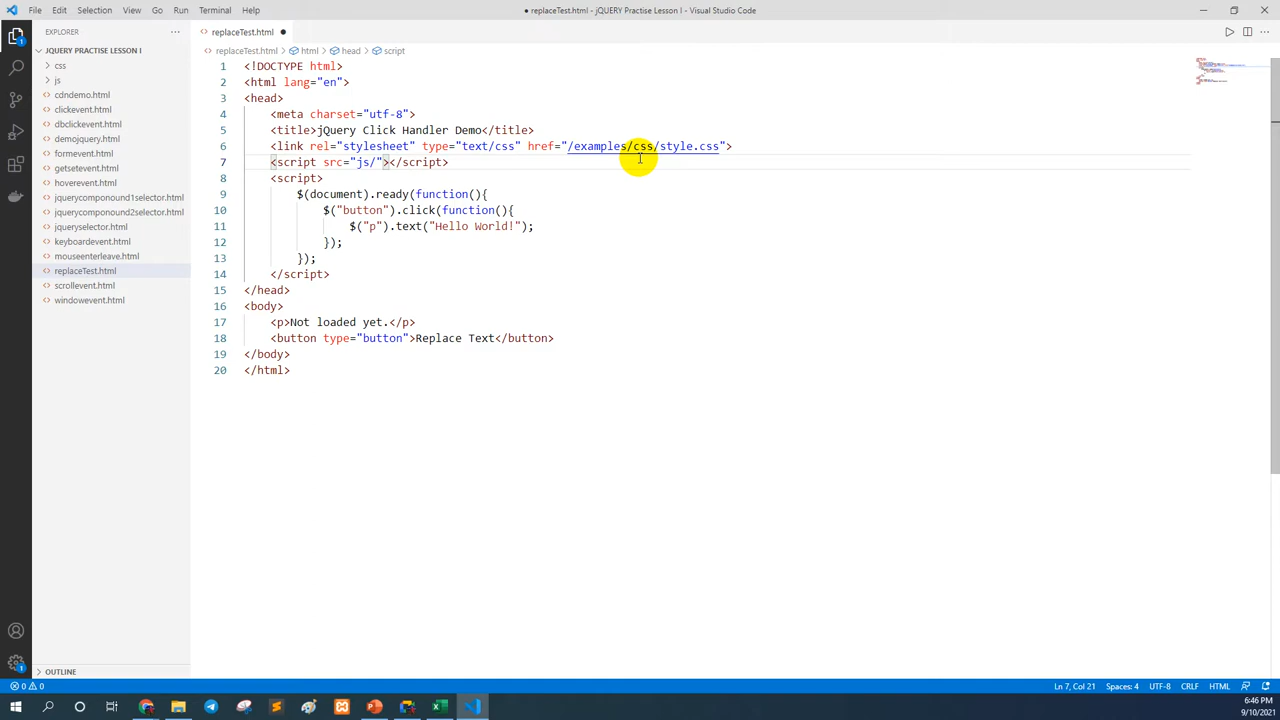 File Edit Selection View Go Run Terminal Help
● replaceTest.html - jQUERY Practise Lesson I - Visual Studio Code
EXPLORER
JQUERY PRACTISE LESSON I
css
js
cdndemo.html
clickevent.html
dbclickevent.html
demojquery.html
formevent.html
getsetevent.html
hoverevent.html
jquerycomponound1selector.html
jquerycomponound2selector.html
jqueryselector.html
keyboardevent.html
mouseenterleave.html
replaceTest.html
scrollevent.html
windowevent.html
OUTLINE
replaceTest.html ●
replaceTest.html > html > head > script
1 <!DOCTYPE html>
2 <html lang="en">
3 <head>
4 <meta charset="utf-8">
5 <title>jQuery Click Handler Demo</title>
6 <link rel="stylesheet" type="text/css" href="/examples/css/style.css">
7 <script src="js/"></script>
8 <script>
9 $(document).ready(function(){
10 $("button").click(function(){
11 $("p").text("Hello World!");
12 });
13 });
14 </script>
15 </head>
16 <body>
17 <p>Not loaded yet.</p>
18 <button type="button">Replace Text</button>
19 </body>
20 </html>
0 0 Ln 7, Col 21 Spaces: 4 UTF-8 CRLF HTML
6:46 PM
9/10/2021